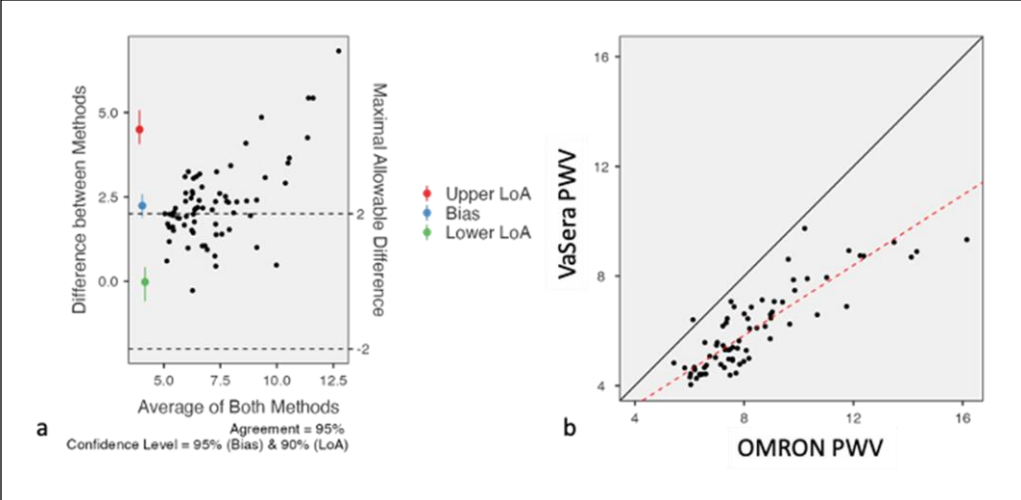 Difference between Methods
5.0
2.5
0.0
5.0 7.5 10.0 12.5
Average of Both Methods
Agreement = 95%
Confidence Level = 95% (Bias) & 90% (LoA)
Maximal Allowable Difference
2
-2
Upper LoA
Bias
Lower LoA
a
VaSera PWV
16
12
8
4
4 8 12 16
OMRON PWV
b